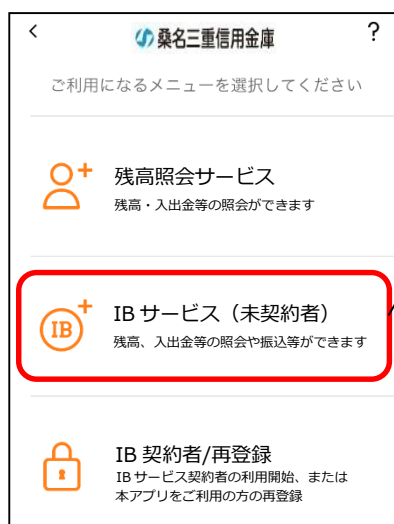 桑名三重信用金庫
?
ご利用になるメニューを選択してください
残高照会サービス
残高・入出金等の照会ができます
IB
IBサービス（未契約者）
残高、入出金等の照会や振込等ができます
IB 契約者/再登録
IBサービス契約者の利用開始、または
本アプリをご利用の方の再登録